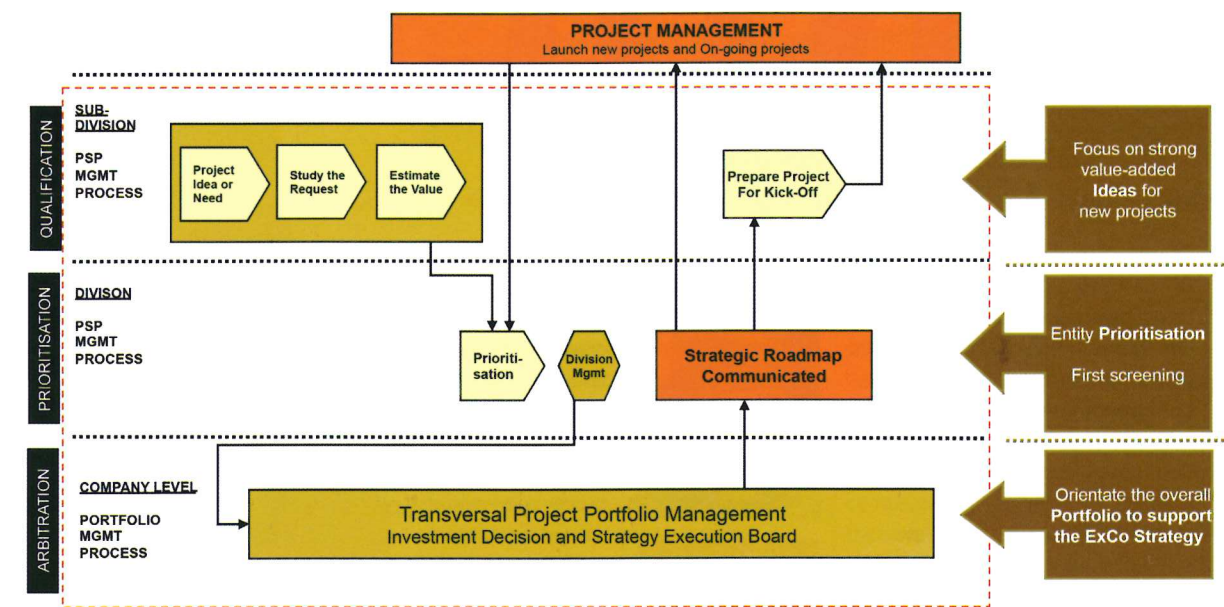 PROJECT MANAGEMENT
Launch new projects and On-going projects
QUALIFICATION
SUB-
DIVISION
PSP
MGMT
PROCESS
Project
Idea or
Need
Study the
Request
Estimate
the Value
Prepare Project
For Kick-Off
Focus on strong
value-added
Ideas for
new projects
PRIORITISATION
DIVISON
PSP
MGMT
PROCESS
Prioriti-
sation
Division
Mgmt
Strategic Roadmap
Communicated
Entity Prioritisation
First screening
ARBITRATION
COMPANY LEVEL
PORTFOLIO
MGMT
PROCESS
Transversal Project Portfolio Management
Investment Decision and Strategy Execution Board
Orientate the overall
Portfolio to support
the ExCo Strategy